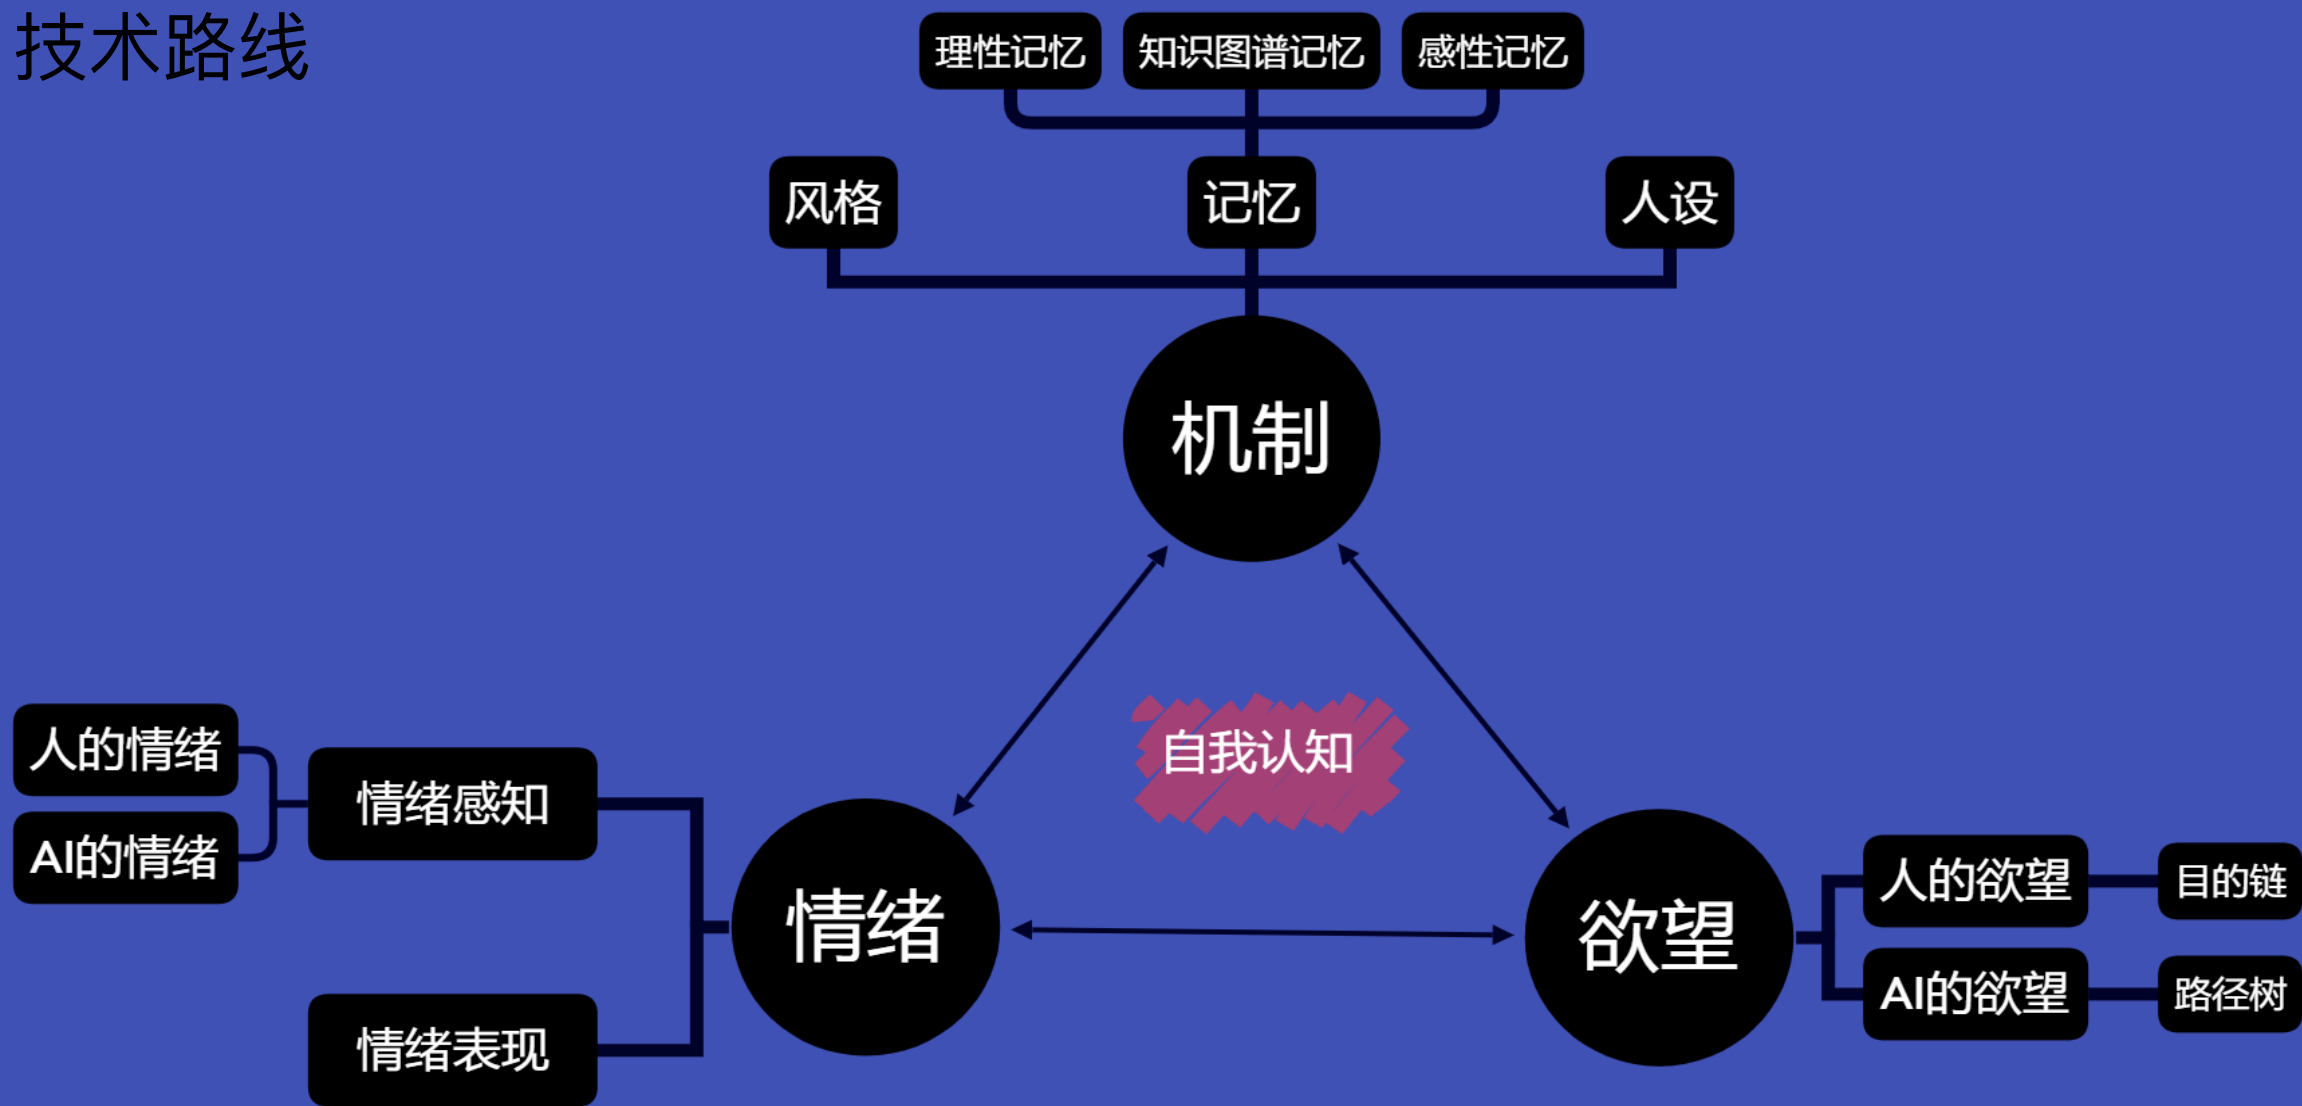 技术路线
理性记忆
知识图谱记忆
感性记忆
风格
记忆
人设
机制
自我认知
人的情绪
AI的情绪
情绪感知
情绪表现
情绪
欲望
人的欲望
目的链
AI的欲望
路径树